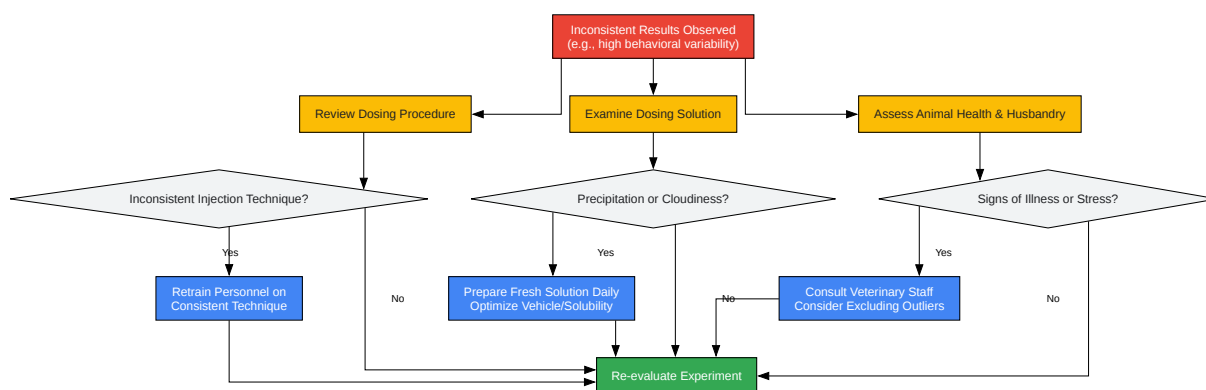 Inconsistent Results Observed
(e.g., high behavioral variability)
Review Dosing Procedure
Examine Dosing Solution
Assess Animal Health & Husbandry
Inconsistent Injection Technique?
Precipitation or Cloudiness?
Signs of Illness or Stress?
Yes
Yes
Yes
Retrain Personnel on
Consistent Technique
No
Prepare Fresh Solution Daily
Optimize Vehicle/Solubility
No
Consult Veterinary Staff
Consider Excluding Outliers
No
Re-evaluate Experiment